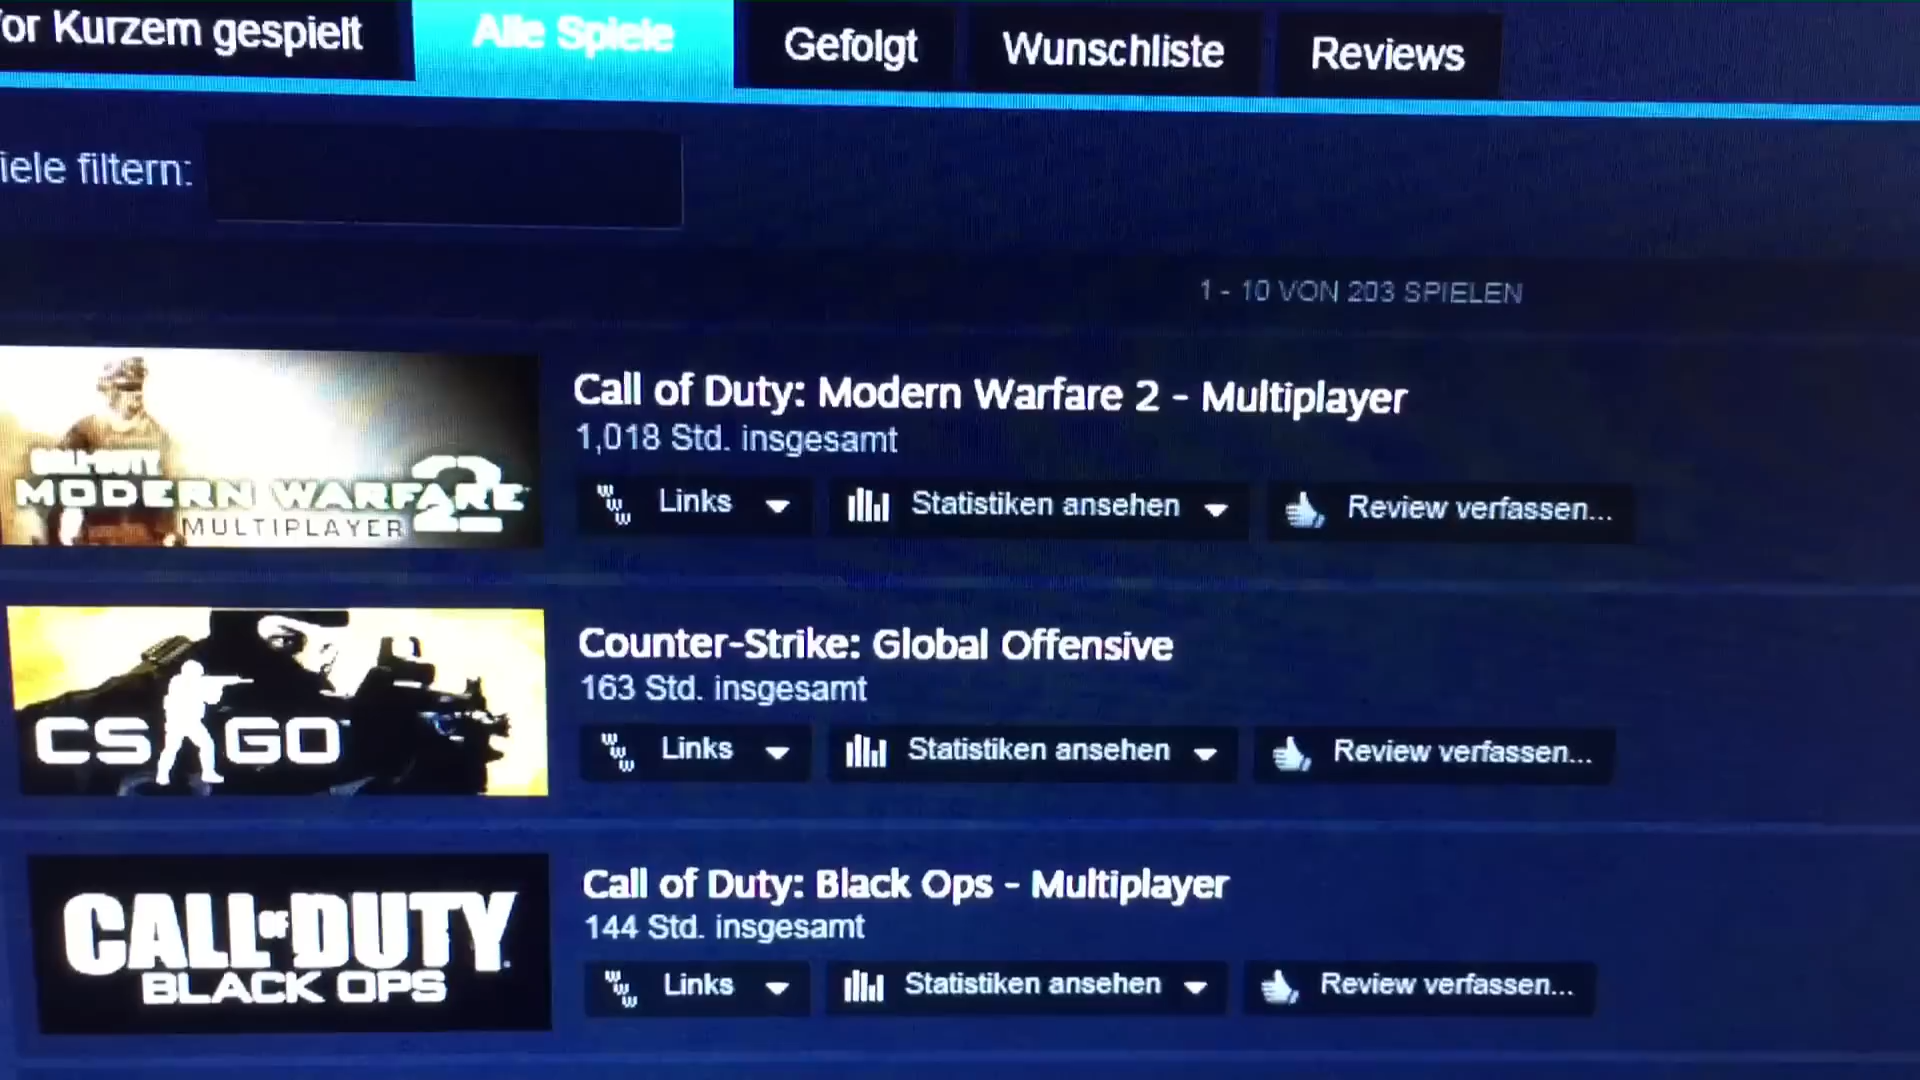 or Kurzem gespielt
Alle Spiele
Gefolgt
Wunschliste
Reviews
iele filtern:
1 - 10 VON 203 SPIELEN
CALL OF DUTY
MODERN WARFARE 2
MULTIPLAYER
Call of Duty: Modern Warfare 2 - Multiplayer
1,018 Std. insgesamt
Links
Statistiken ansehen
Review verfassen...
CS GO
Counter-Strike: Global Offensive
163 Std. insgesamt
Links
Statistiken ansehen
Review verfassen...
CALL OF DUTY
BLACK OPS
Call of Duty: Black Ops - Multiplayer
144 Std. insgesamt
Links
Statistiken ansehen
Review verfassen...